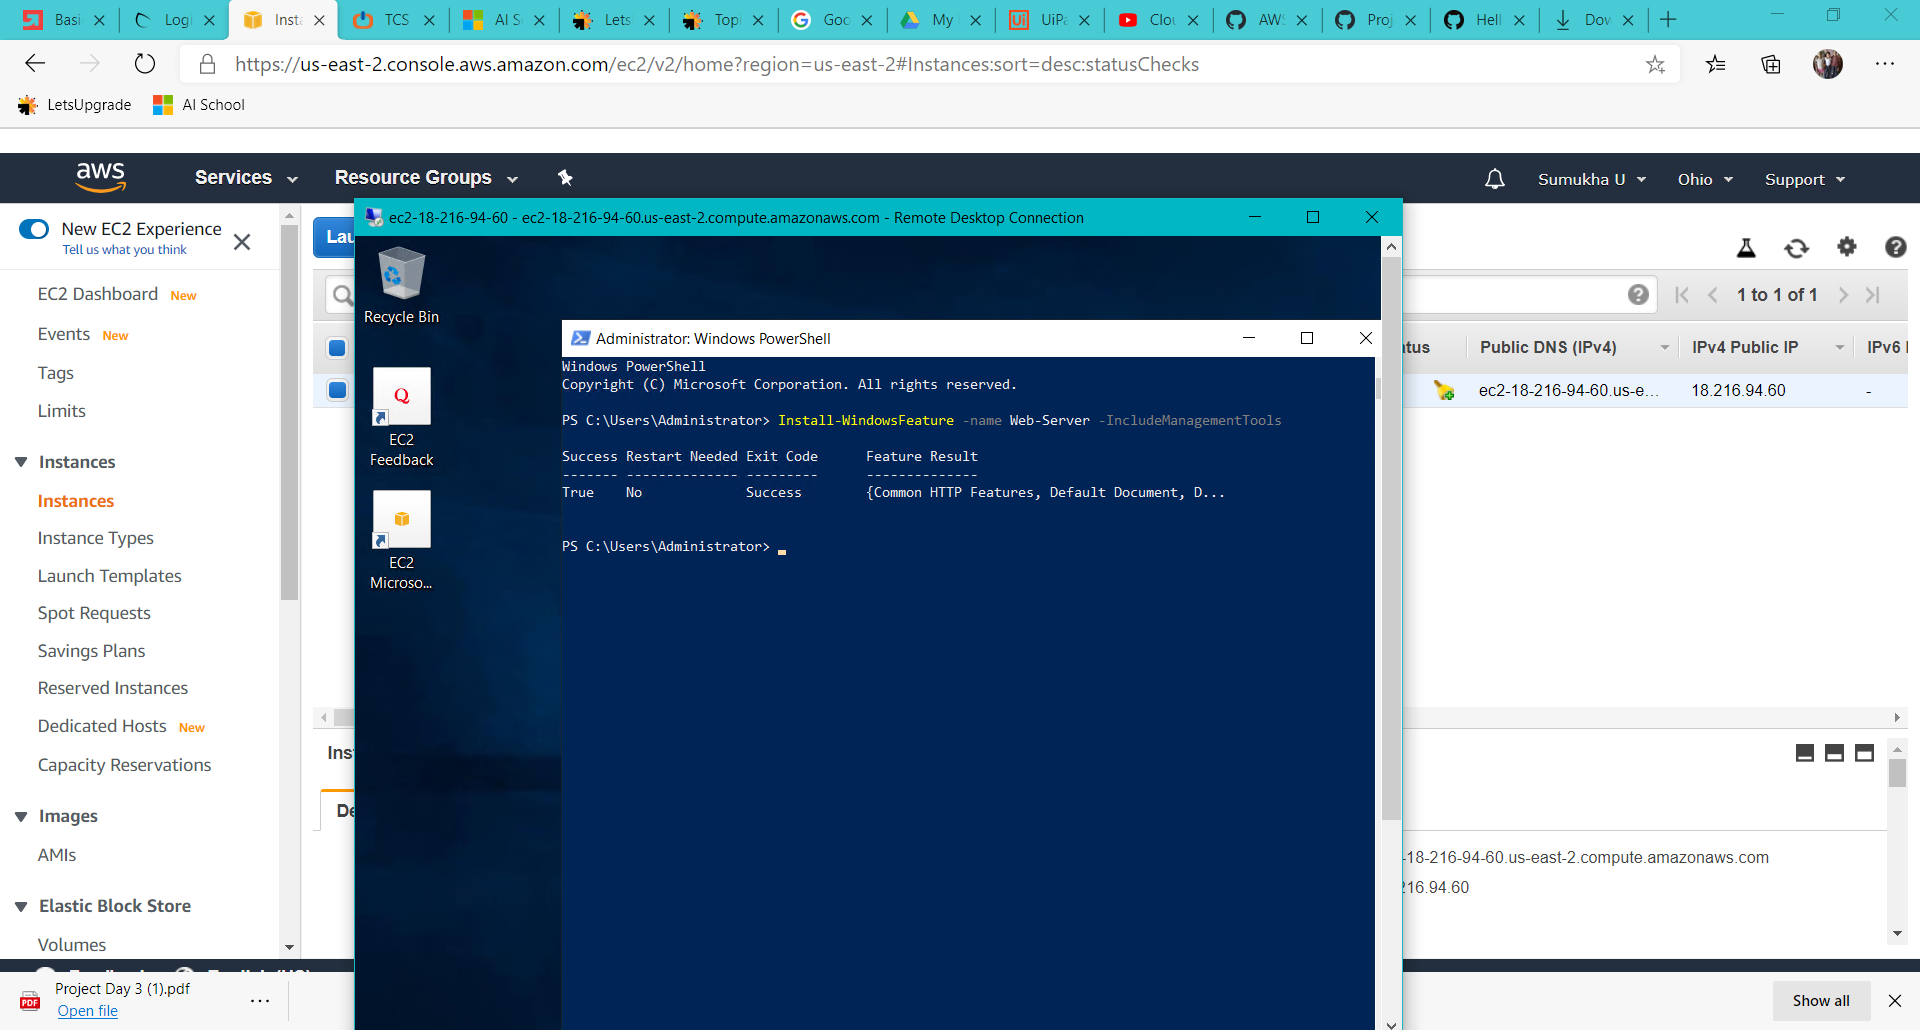 Basi
Logi
Insta
TCS
AI S
Lets
Topi
Goo
My
UiPa
Clou
AWS
Proj
Hell
Dow
https://us-east-2.console.aws.amazon.com/ec2/v2/home?region=us-east-2#Instances:sort=desc:statusChecks
LetsUpgrade
AI School
aws
Services
Resource Groups
Sumukha U
Ohio
Support
New EC2 Experience
Tell us what you think
EC2 Dashboard New
Events New
Tags
Limits
Instances
Instances
Instance Types
Launch Templates
Spot Requests
Savings Plans
Reserved Instances
Dedicated Hosts New
Capacity Reservations
Images
AMIs
Elastic Block Store
Volumes
Lau
1 to 1 of 1
tus
Public DNS (IPv4)
IPv4 Public IP
IPv6
ec2-18-216-94-60.us-e...
18.216.94.60
-
Ins
De
-18-216-94-60.us-east-2.compute.amazonaws.com
216.94.60
ec2-18-216-94-60 - ec2-18-216-94-60.us-east-2.compute.amazonaws.com - Remote Desktop Connection
Recycle Bin
Q
EC2
Feedback
EC2
Microso...
Administrator: Windows PowerShell
Windows PowerShell
Copyright (C) Microsoft Corporation. All rights reserved.
PS C:\Users\Administrator> Install-WindowsFeature -name Web-Server -IncludeManagementTools
Success Restart Needed Exit Code      Feature Result
------- -------------- ---------      --------------
True    No             Success        {Common HTTP Features, Default Document, D...
PS C:\Users\Administrator>
PDF
Project Day 3 (1).pdf
Open file
Show all